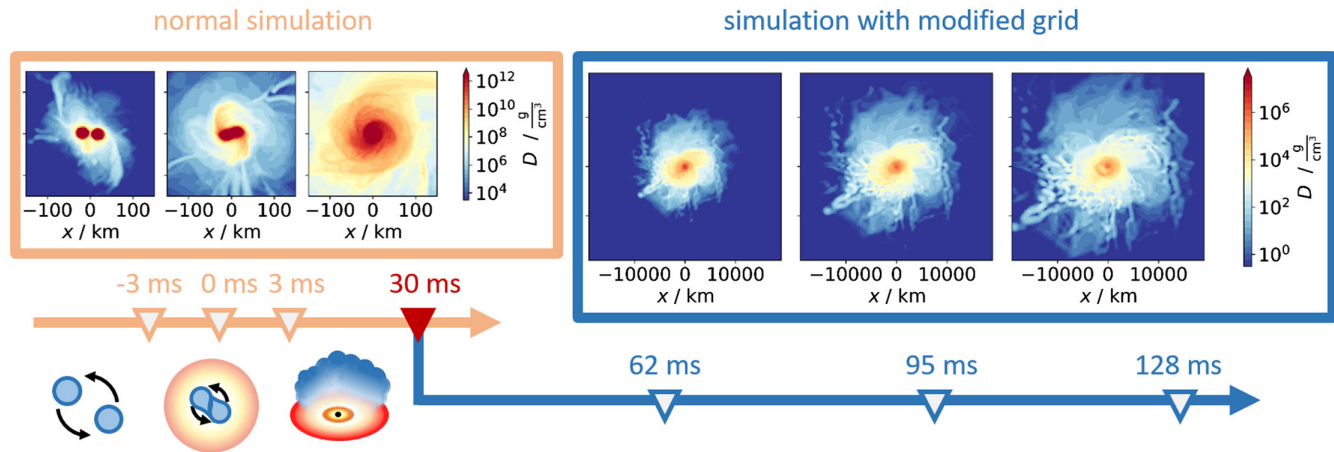 normal simulation
simulation with modified grid
10¹²
10¹⁰
10⁸
10⁶
10⁴
D / g/cm³
−100 0 100
−100 0 100
−100 0 100
x / km
x / km
x / km
10⁶
10⁴
10²
10⁰
D / g/cm³
−10000 0 10000
−10000 0 10000
−10000 0 10000
x / km
x / km
x / km
-3 ms
0 ms
3 ms
30 ms
62 ms
95 ms
128 ms